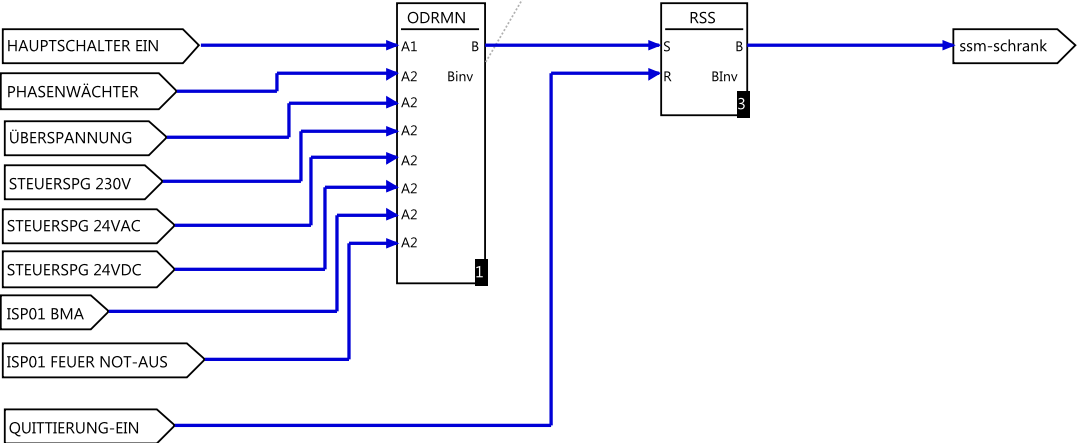 ODRMN
RSS
HAUPTSCHALTER EIN
A1
B
S
B
ssm-schrank
PHASENWÄCHTER
A2
Binv
R
BInv
A2
3
ÜBERSPANNUNG
A2
STEUERSPG 230V
A2
A2
STEUERSPG 24VAC
A2
A2
STEUERSPG 24VDC
1
ISP01 BMA
ISP01 FEUER NOT-AUS
QUITTIERUNG-EIN